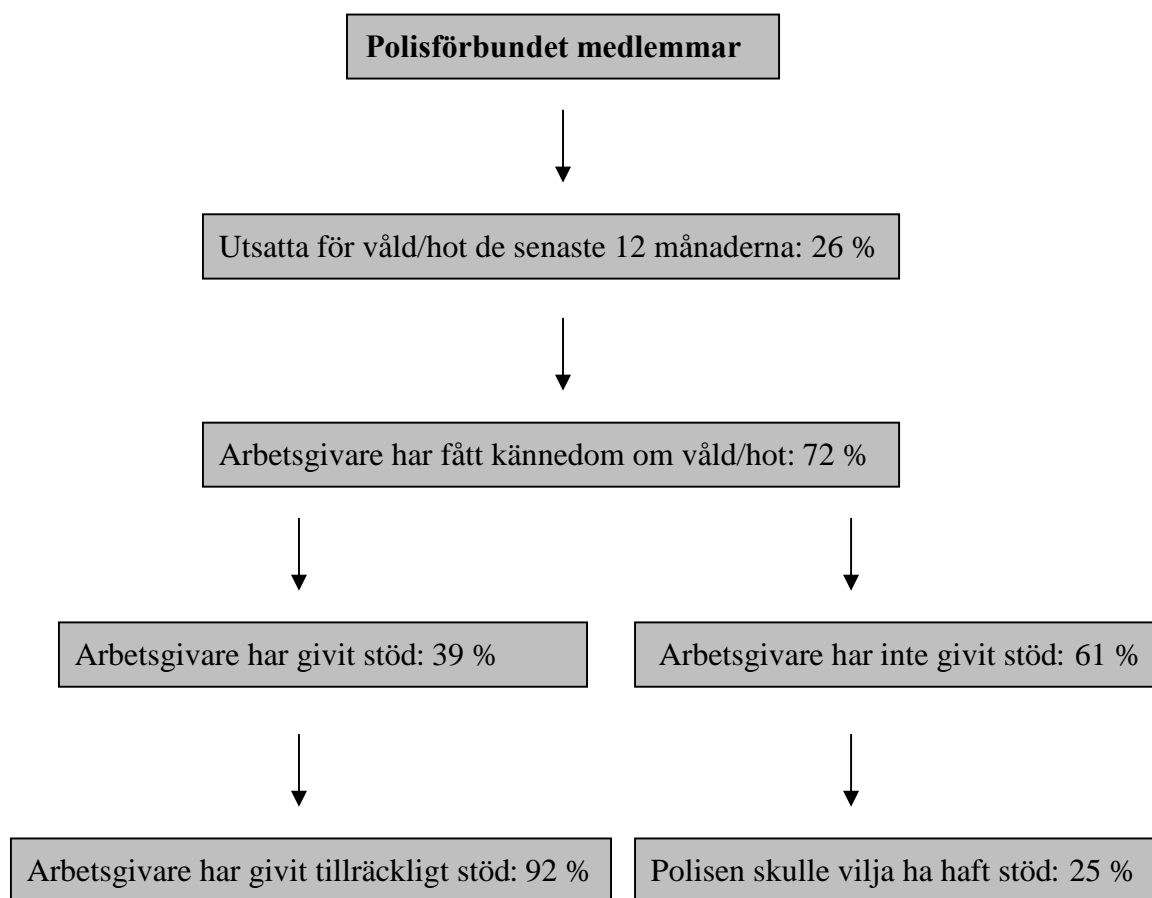 Polisförbundet medlemmar
Utsatta för våld/hot de senaste 12 månaderna: 26 %
Arbetsgivare har fått kännedom om våld/hot: 72 %
Arbetsgivare har givit stöd: 39 %
Arbetsgivare har inte givit stöd: 61 %
Arbetsgivare har givit tillräckligt stöd: 92 %
Polisen skulle vilja ha haft stöd: 25 %